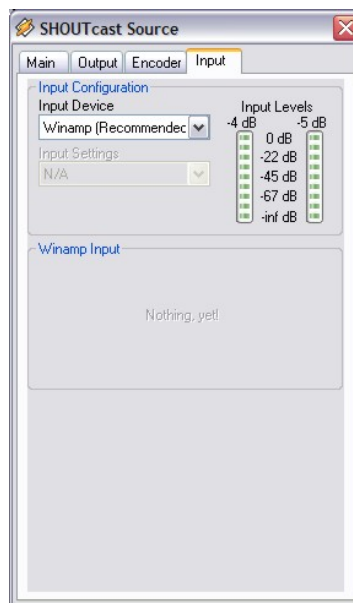 SHOUTcast Source
Main Output Encoder Input
Input Configuration
Input Device
Winamp (Recommendec
Input Settings
N/A
Input Levels
-4 dB -5 dB
0 dB
-22 dB
-45 dB
-67 dB
-inf dB
Winamp Input
Nothing, yet!